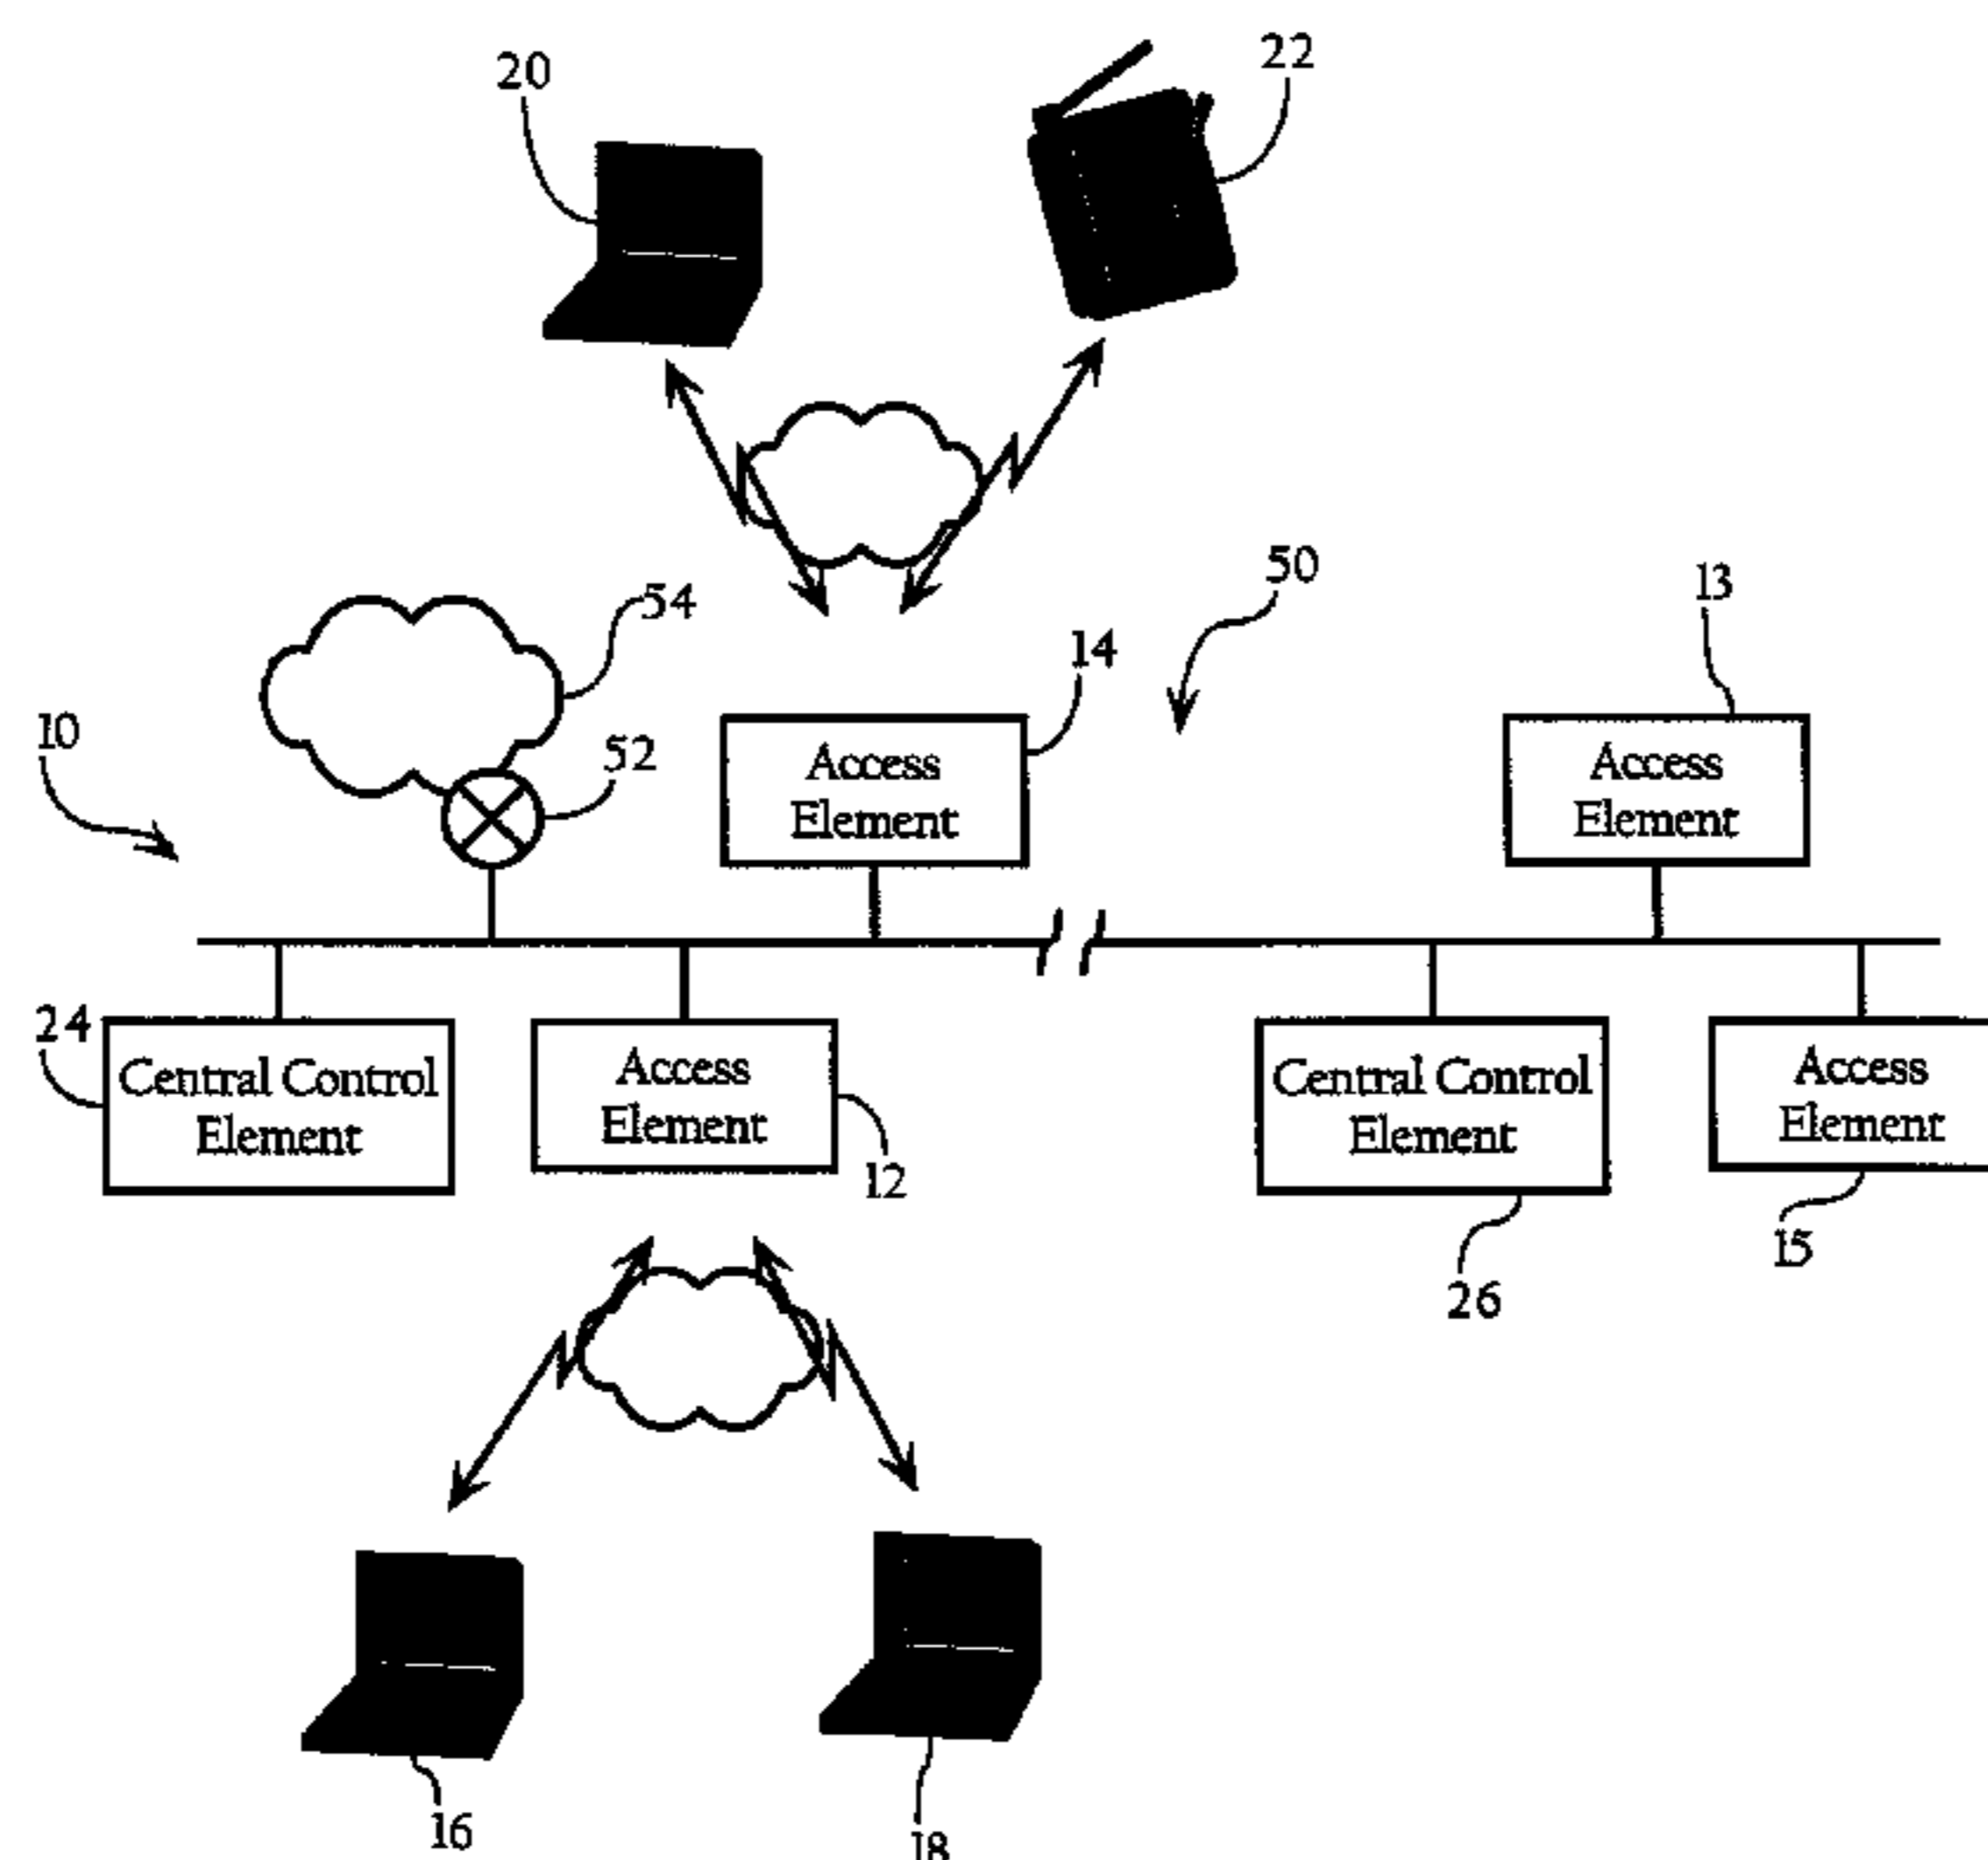 20
22
54
50
13
14
10
52
Access
Element
Access
Element
24
Central Control
Element
Access
Element
12
Central Control
Element
Access
Element
15
26
16
18